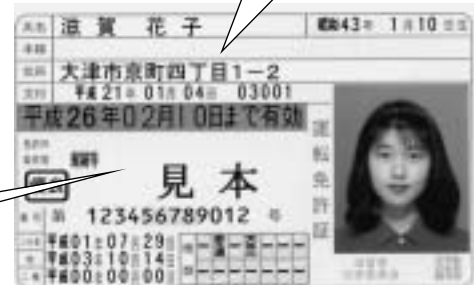 氏名 滋賀 花子 昭和43年 1月10日生
本籍
住所 大津市京町四丁目1－2
交付 平成21年01月04日 03001
平成26年02月10日まで有効
見本
番号 第 123456789012 号
平成01年07月29日
平成03年10月14日
平成00年00月00日
運転免許証